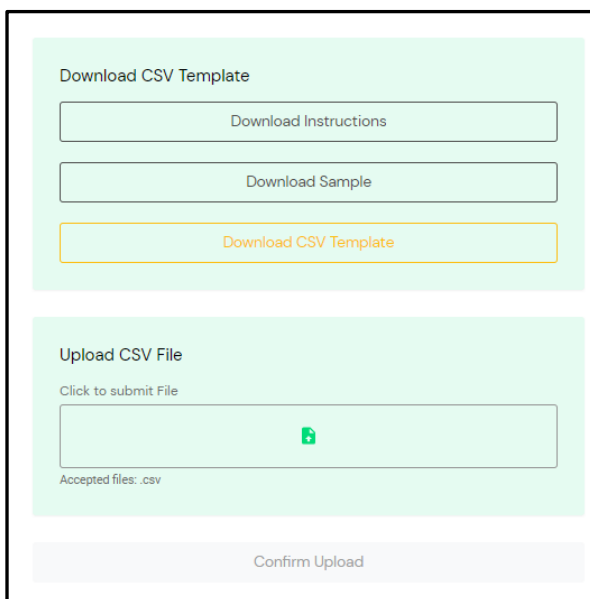 Download CSV Template
Download Instructions
Download Sample
Download CSV Template
Upload CSV File
Click to submit File
Accepted files: .csv
Confirm Upload